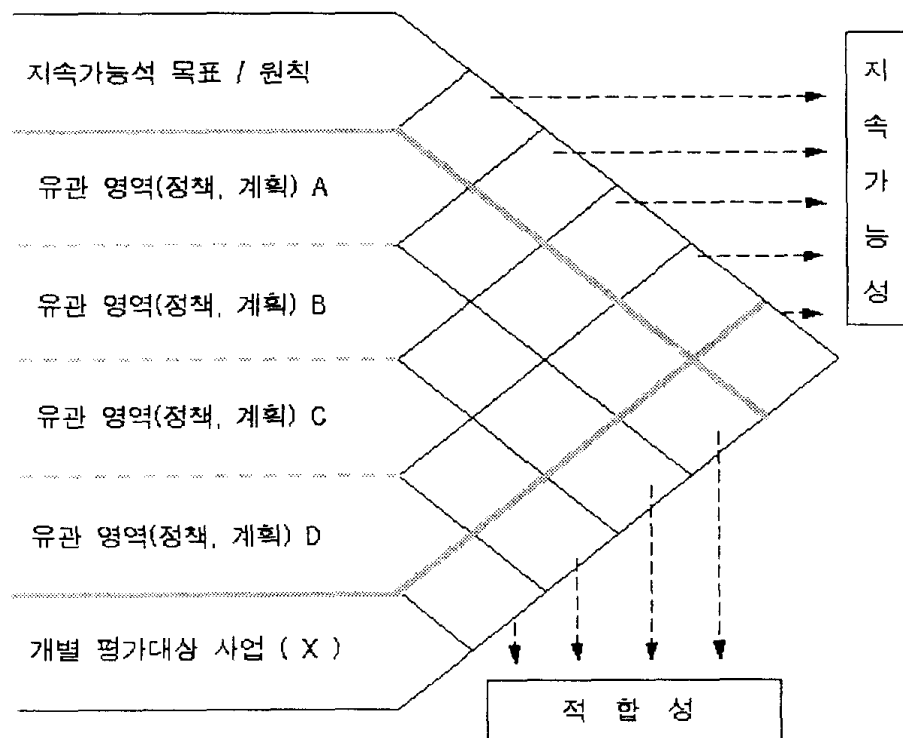 지속가능석 목표 / 원칙
유관 영역(정책, 계획) A
유관 영역(정책, 계획) B
유관 영역(정책, 계획) C
유관 영역(정책, 계획) D
개별 평가대상 사업 ( X )
지속가능성
적 합 성